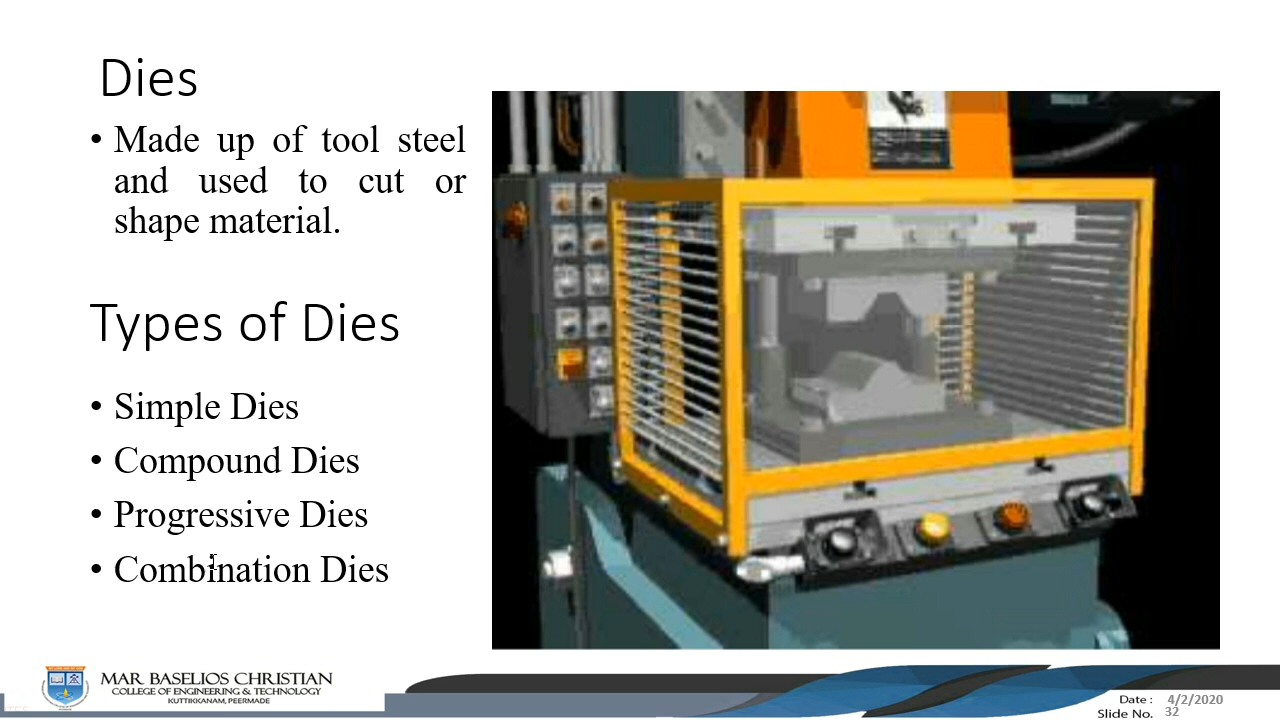 Dies
• Made up of tool steel
and used to cut or
shape material.
Types of Dies
• Simple Dies
• Compound Dies
• Progressive Dies
• Combination Dies
MAR BASELIOS CHRISTIAN
COLLEGE OF ENGINEERING & TECHNOLOGY
KUTTIKKANAM, PEERMADE
Date : 4/2/2020
Slide No. 32